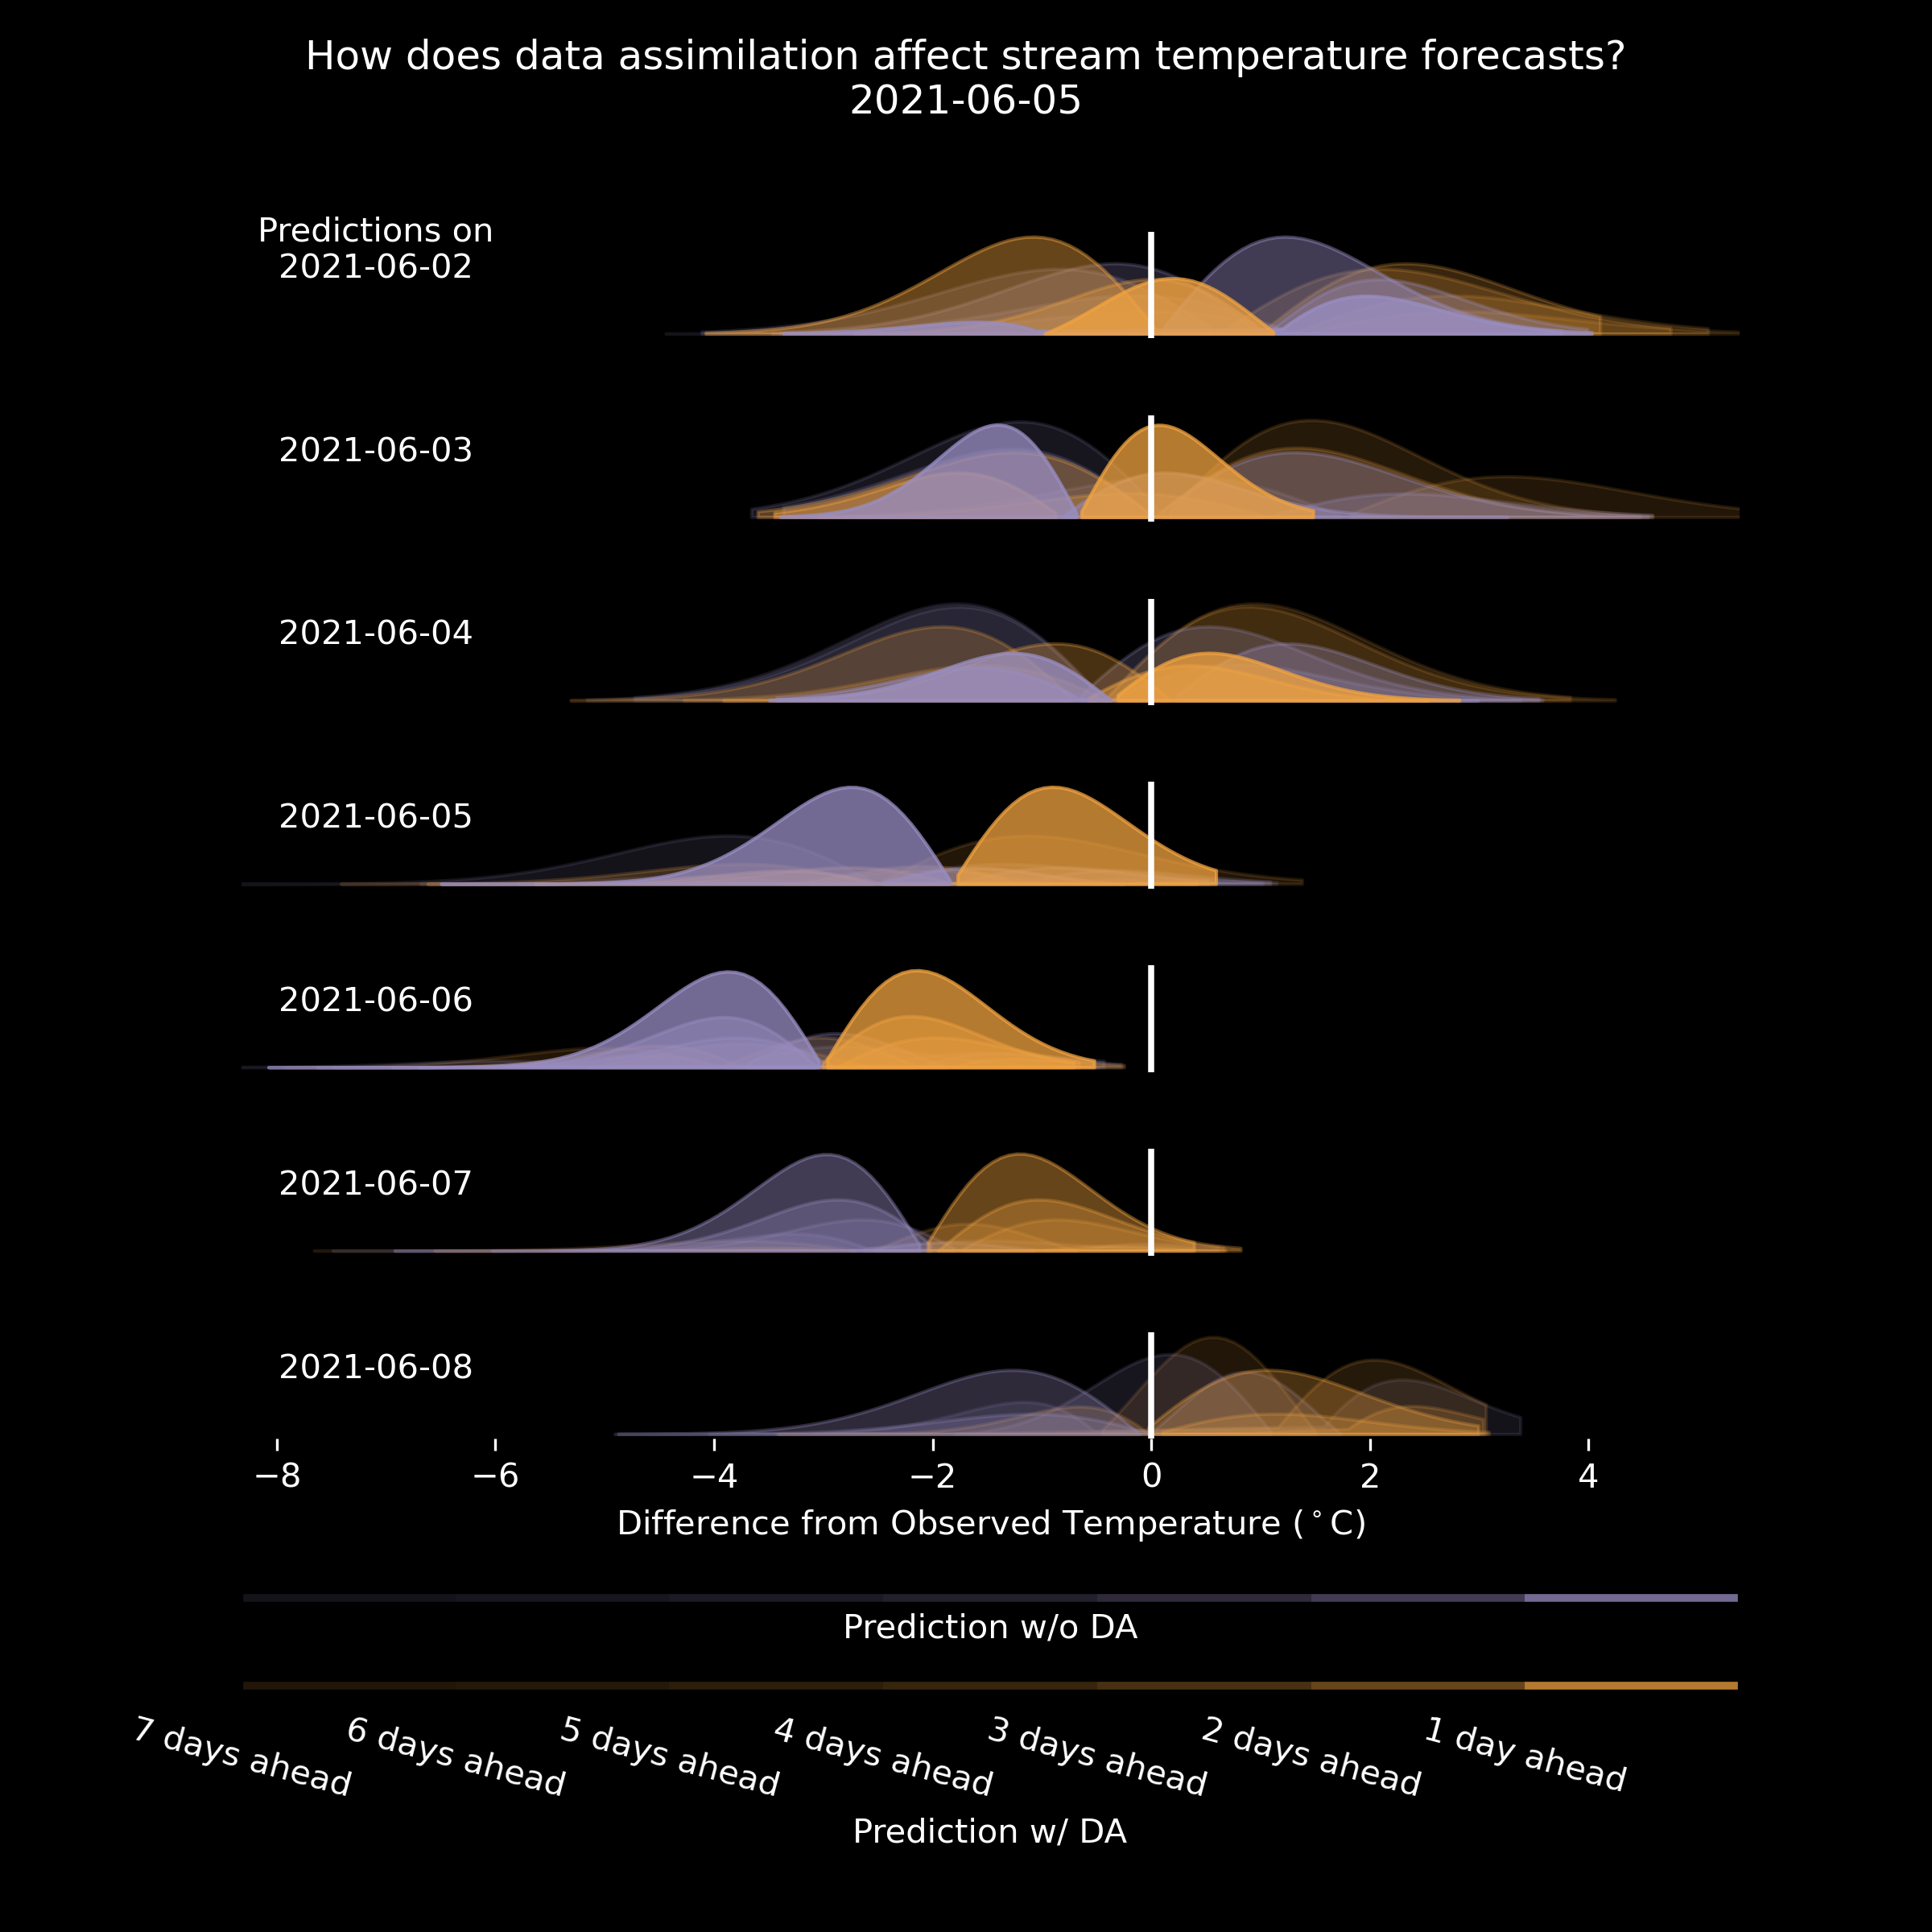 How does data assimilation affect stream temperature forecasts?
2021-06-05
Predictions on
2021-06-02
2021-06-03
2021-06-04
2021-06-05
2021-06-06
2021-06-07
2021-06-08
−8 −6 −4 −2 0 2 4
Difference from Observed Temperature (°C)
Prediction w/o DA
7 days ahead 6 days ahead 5 days ahead 4 days ahead 3 days ahead 2 days ahead 1 day ahead
Prediction w/ DA